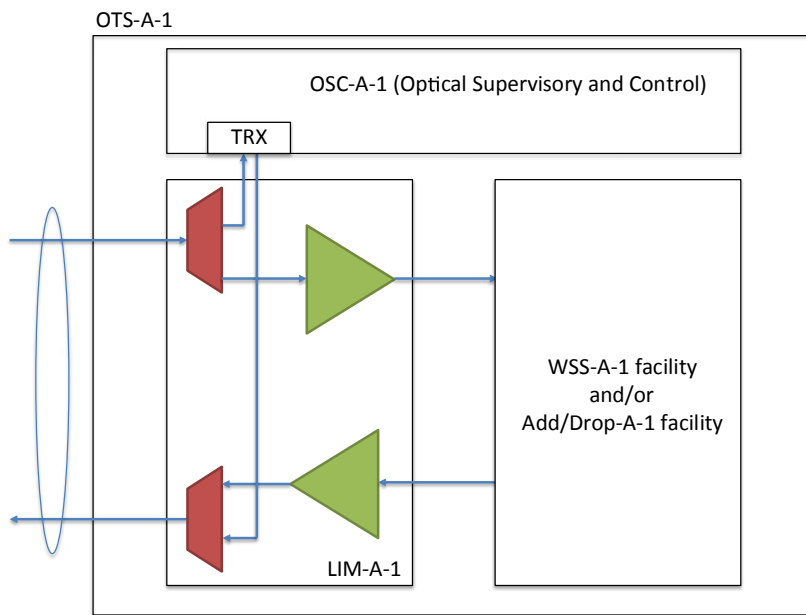 OTS-A-1
OSC-A-1 (Optical Supervisory and Control)
TRX
WSS-A-1 facility
and/or
Add/Drop-A-1 facility
LIM-A-1